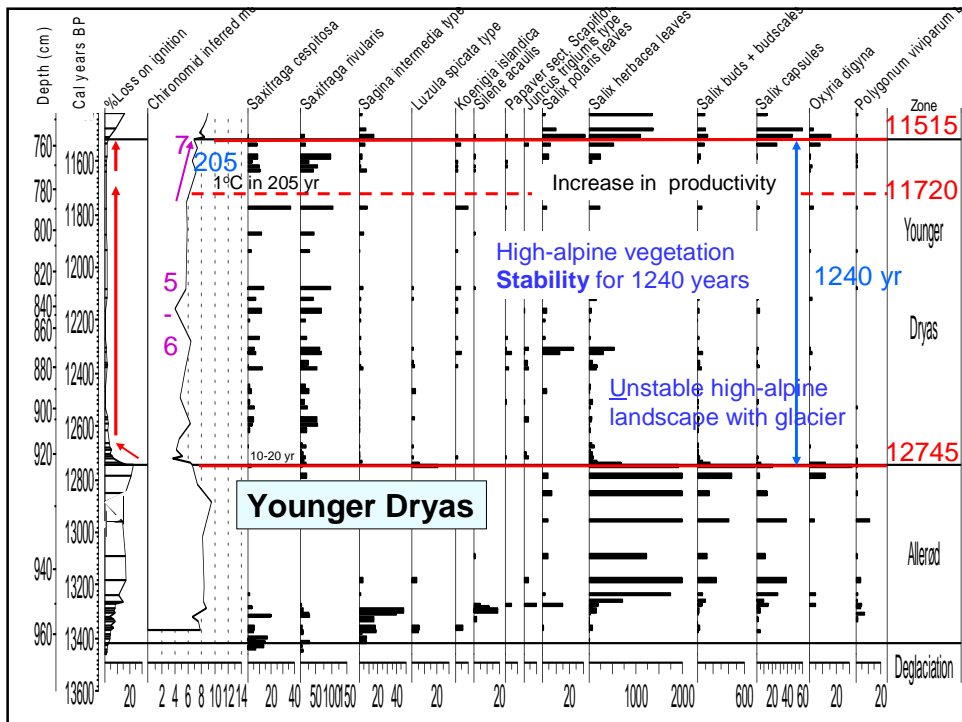 Depth (cm)
Cal years BP
%Loss on ignition
Chironomid inferred
Saxifraga cespitosa
Saxifraga rivularis
Sagina intermedia type
Luzula spicata type
Koenigia islandica
Silene acaulis
Papaver sect. Scapiflo
Juncus triglumis type
Salix polaris leaves
Salix herbacea leaves
Salix buds + budscales
Salix capsules
Oxyria digyna
Polygonum viviparum
Zone
11515
7
205
1ºC in 205 yr
Increase in productivity
11720
Younger
High-alpine vegetation
Stability for 1240 years
1240 yr
5
-
6
Dryas
Unstable high-alpine
landscape with glacier
10-20 yr
12745
Younger Dryas
Allerød
Deglaciation
760
780
800
820
840
860
880
900
920
940
960
11600
11800
12000
12200
12400
12600
12800
13000
13200
13400
13600
20
2 4 6 8 10 12 14
20 40
50 100 150
20 40
20
20
20
1000 2000
600
20 40 60
20
20